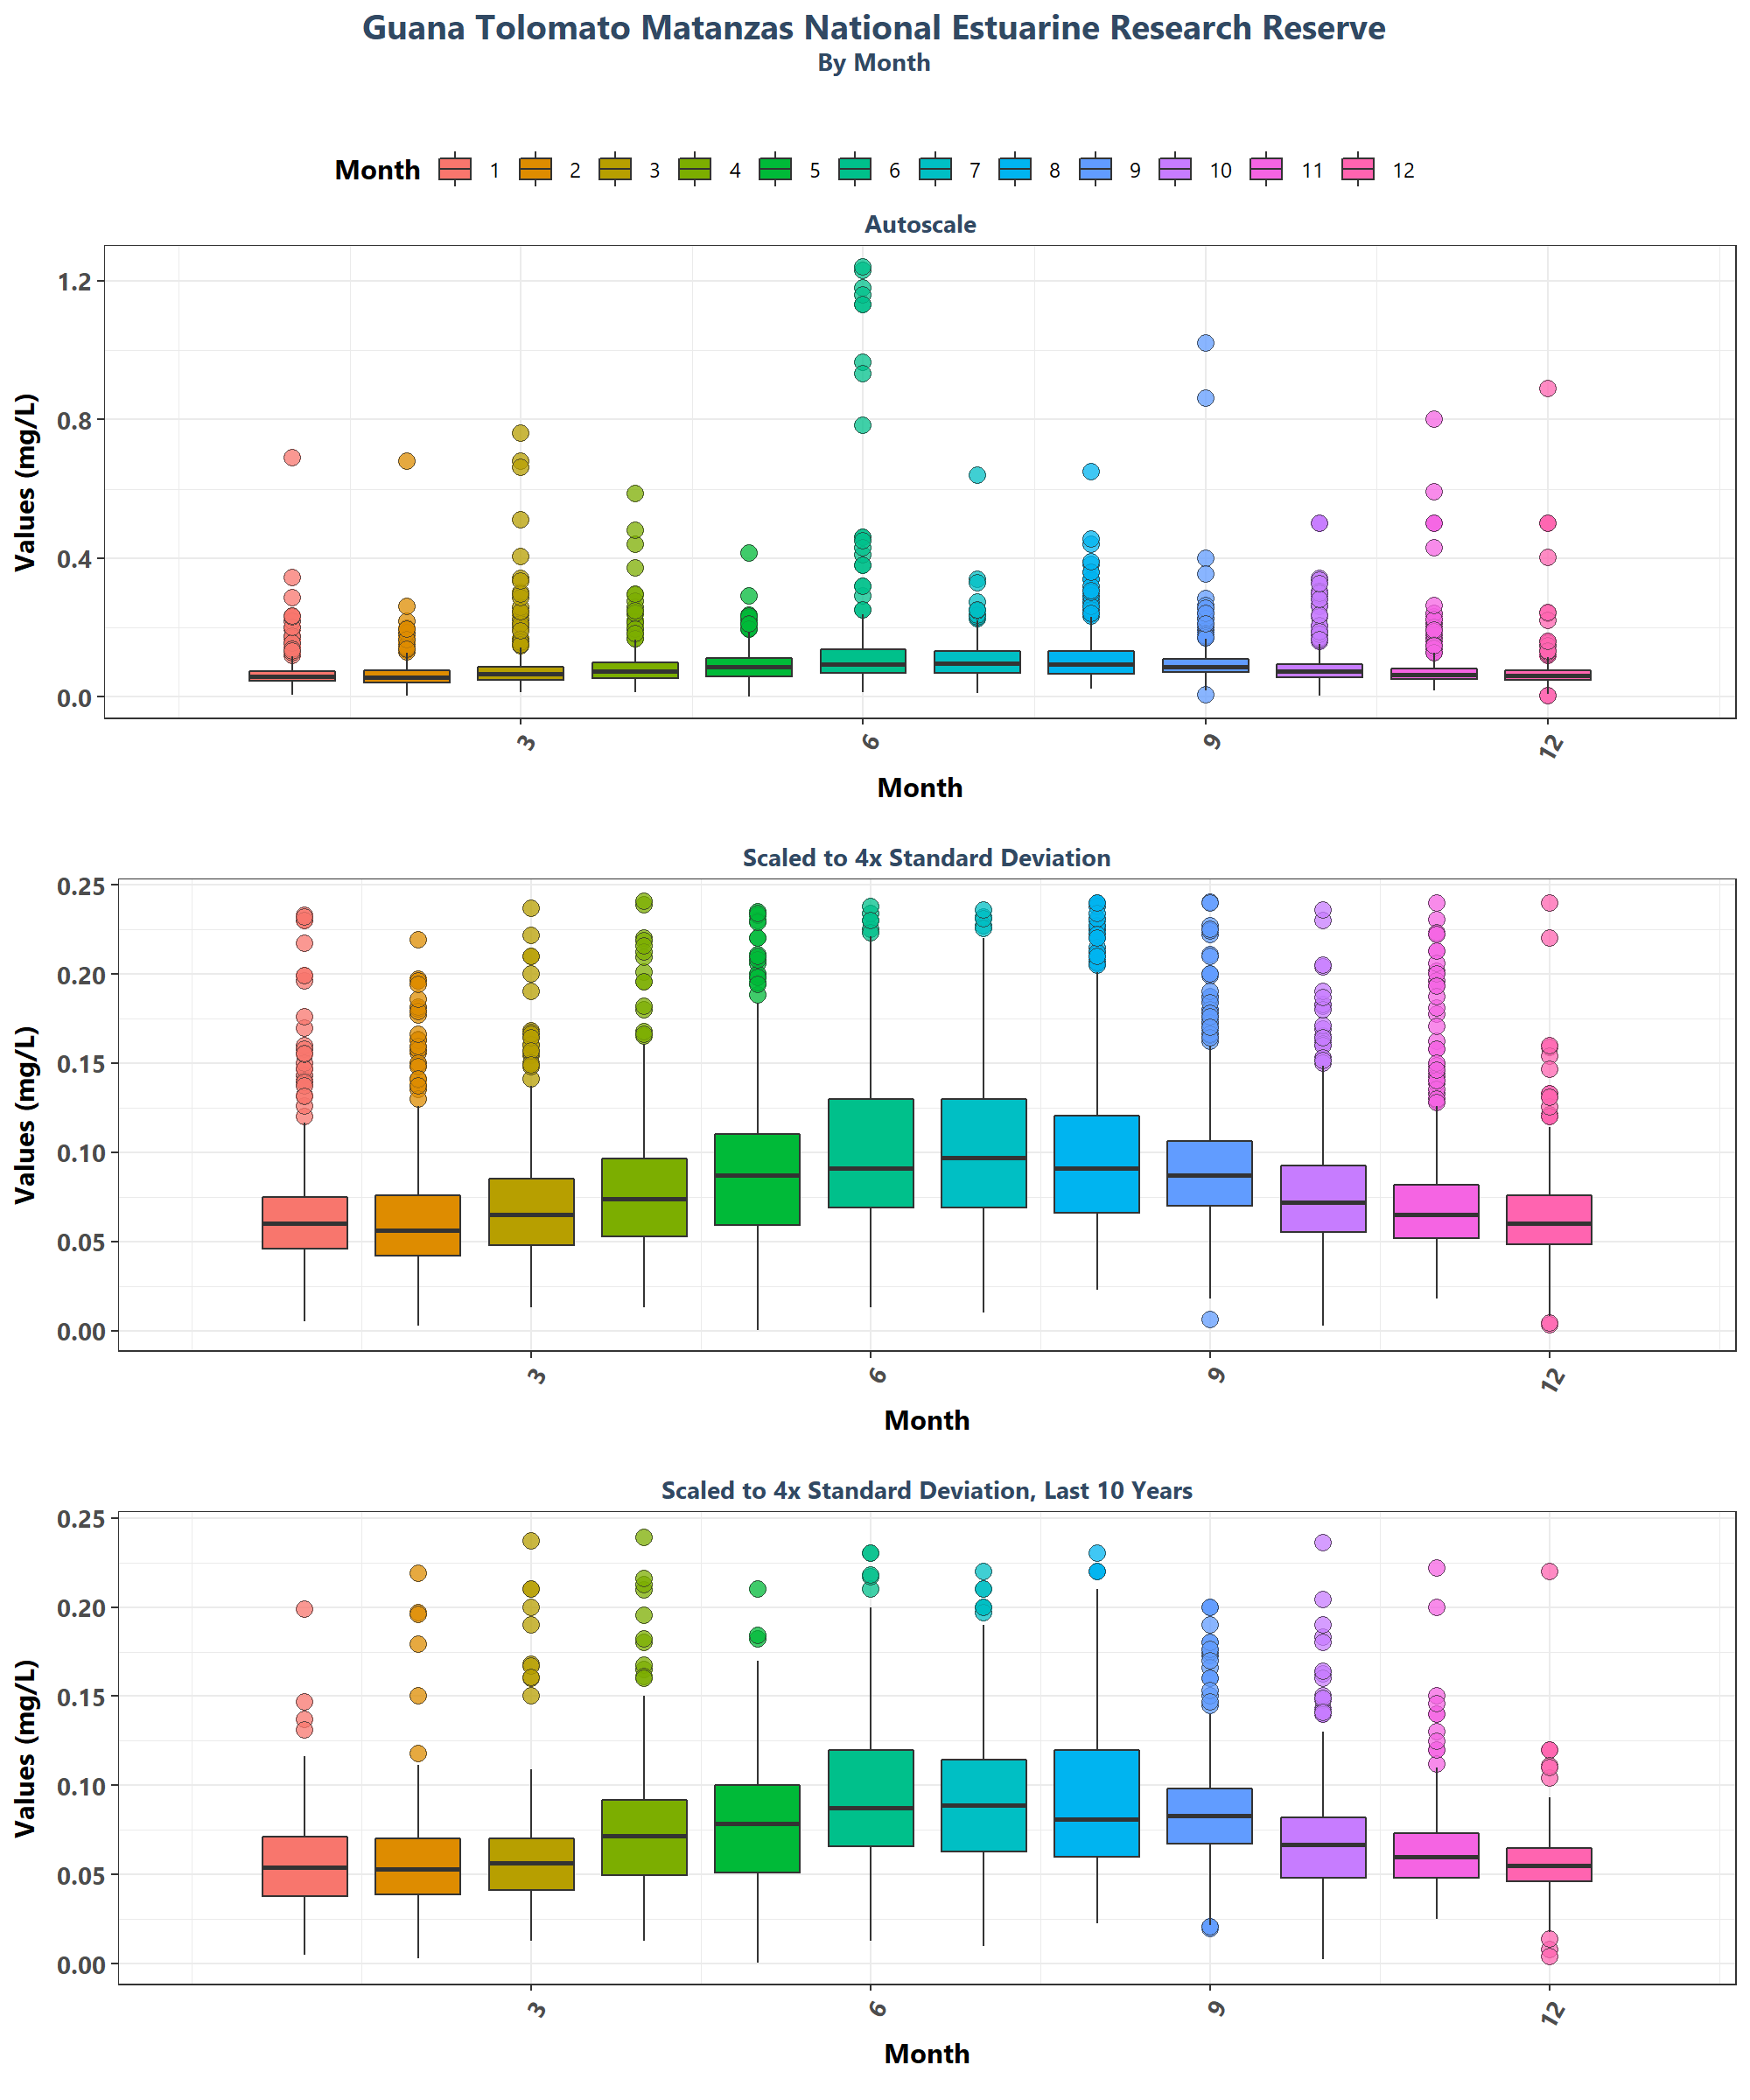 Guana Tolomato Matanzas National Estuarine Research Reserve
By Month
Month 1 2 3 4 5 6 7 8 9 10 11 12
Autoscale
Values (mg/L)
1.2
0.8
0.4
0.0
3 6 9 12
Month
Scaled to 4x Standard Deviation
Values (mg/L)
0.25
0.20
0.15
0.10
0.05
0.00
3 6 9 12
Month
Scaled to 4x Standard Deviation, Last 10 Years
Values (mg/L)
0.25
0.20
0.15
0.10
0.05
0.00
3 6 9 12
Month